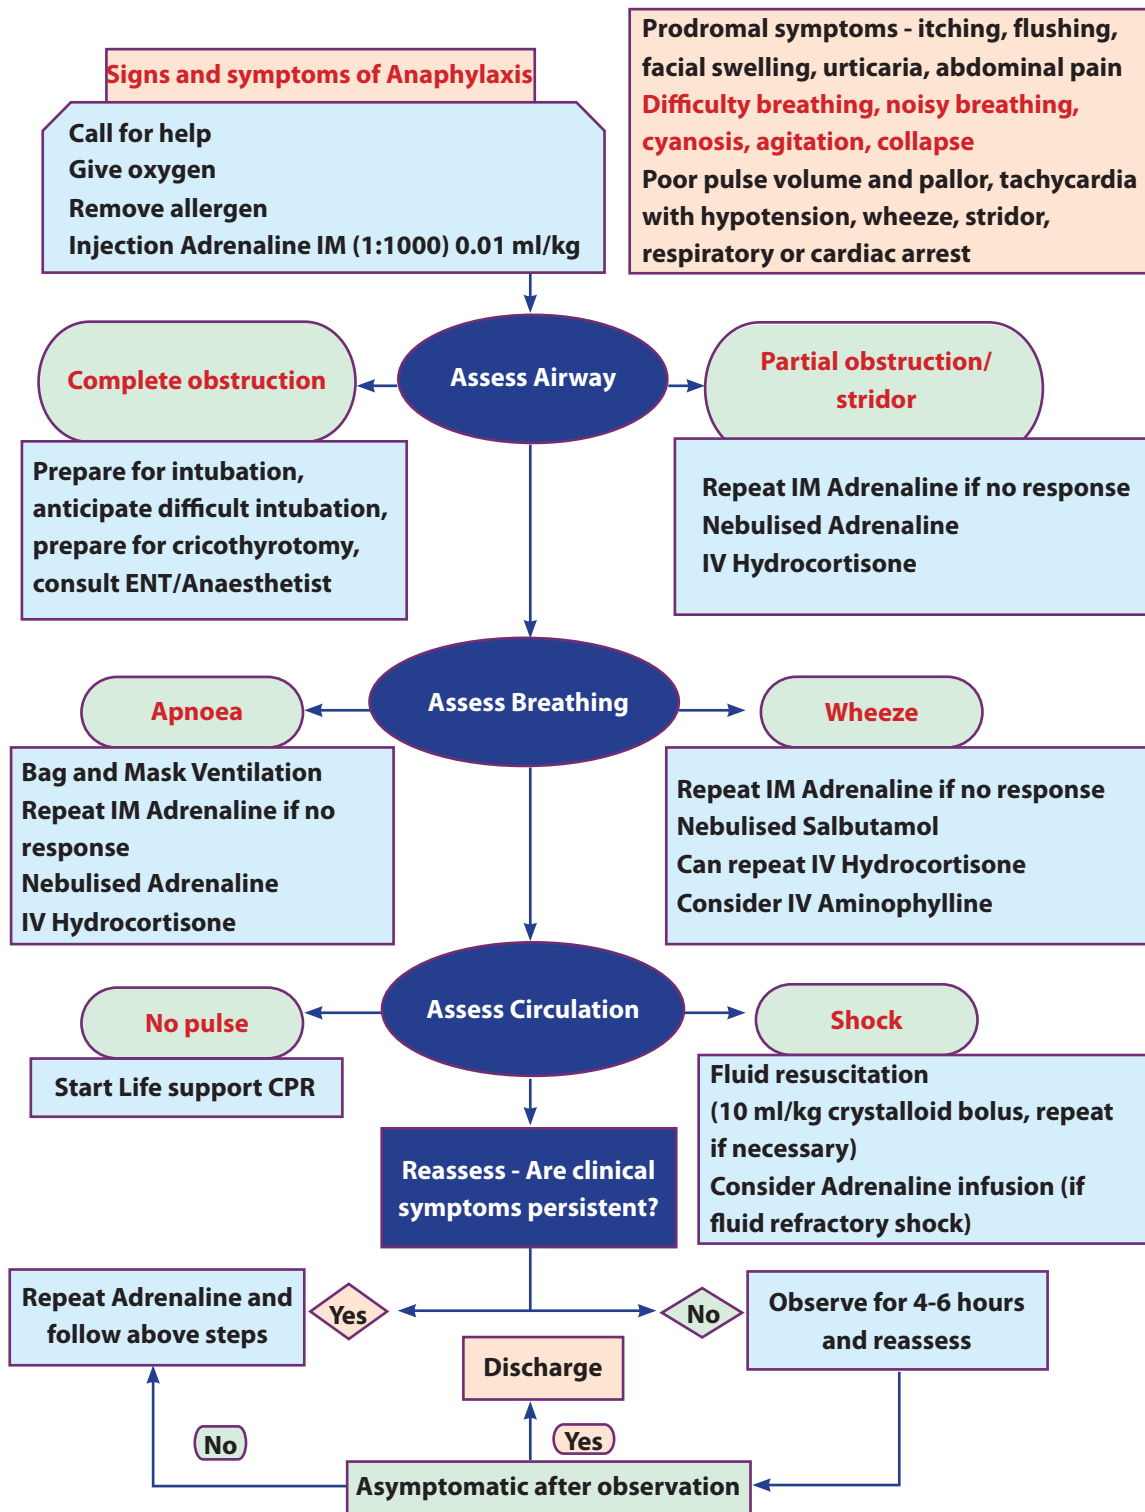 Signs and symptoms of Anaphylaxis
Call for help
Give oxygen
Remove allergen
Injection Adrenaline IM (1:1000) 0.01 ml/kg
Prodromal symptoms - itching, flushing,
facial swelling, urticaria, abdominal pain
Difficulty breathing, noisy breathing,
cyanosis, agitation, collapse
Poor pulse volume and pallor, tachycardia
with hypotension, wheeze, stridor,
respiratory or cardiac arrest
Assess Airway
Complete obstruction
Prepare for intubation,
anticipate difficult intubation,
prepare for cricothyrotomy,
consult ENT/Anaesthetist
Partial obstruction/
stridor
Repeat IM Adrenaline if no response
Nebulised Adrenaline
IV Hydrocortisone
Assess Breathing
Apnoea
Bag and Mask Ventilation
Repeat IM Adrenaline if no
response
Nebulised Adrenaline
IV Hydrocortisone
Wheeze
Repeat IM Adrenaline if no response
Nebulised Salbutamol
Can repeat IV Hydrocortisone
Consider IV Aminophylline
Assess Circulation
No pulse
Start Life support CPR
Shock
Fluid resuscitation
(10 ml/kg crystalloid bolus, repeat
if necessary)
Consider Adrenaline infusion (if
fluid refractory shock)
Reassess - Are clinical
symptoms persistent?
Yes
Repeat Adrenaline and
follow above steps
No
Observe for 4-6 hours
and reassess
Discharge
No
Yes
Asymptomatic after observation